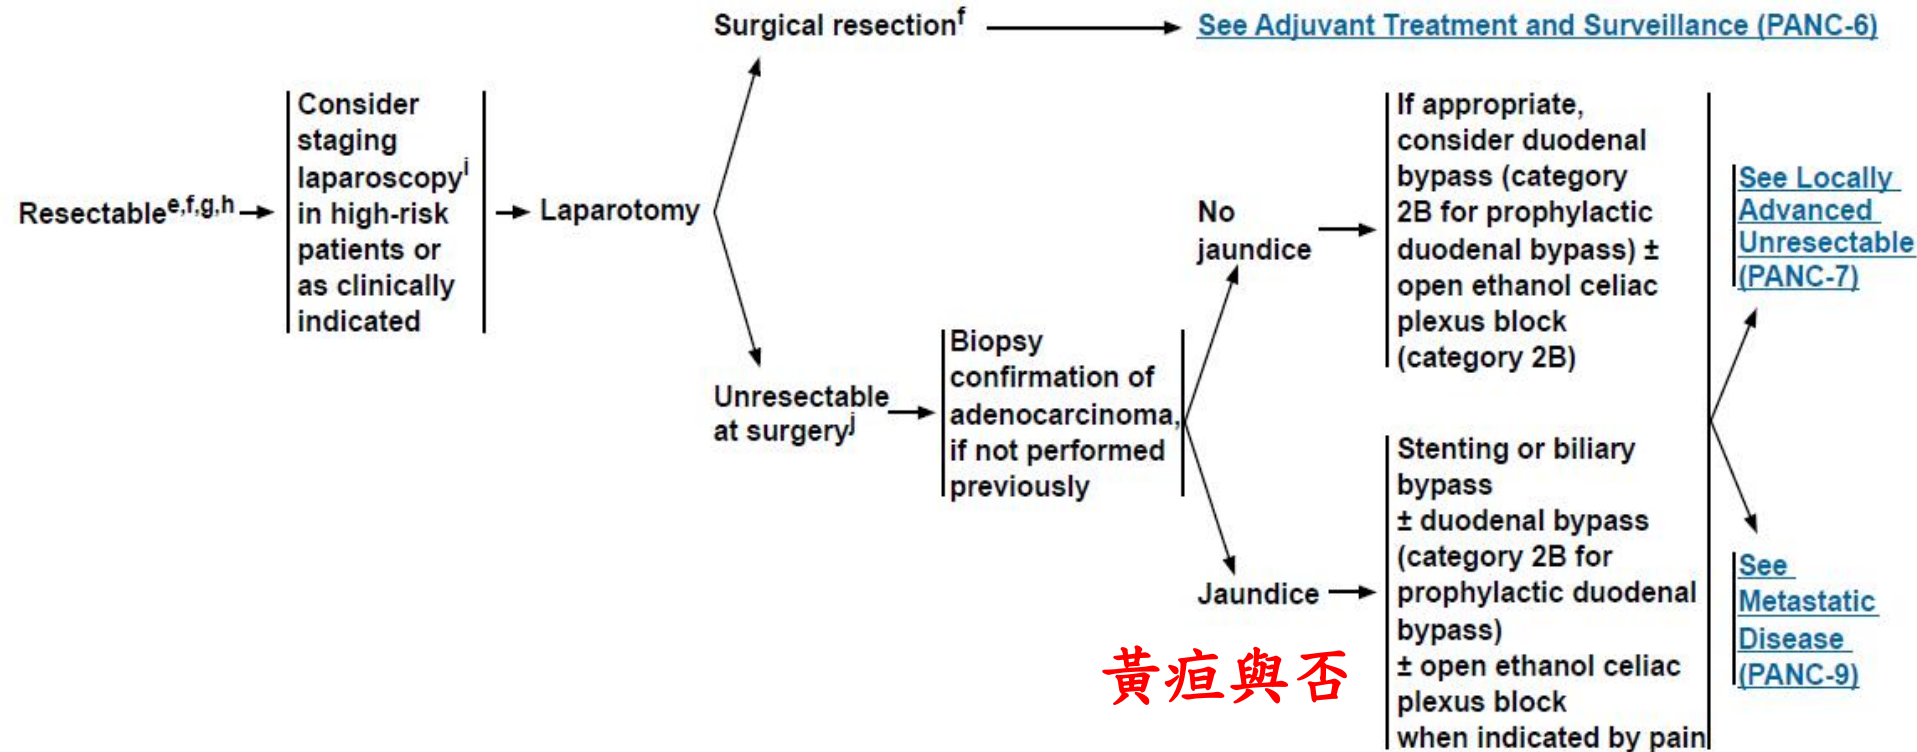 Surgical resection^f
See Adjuvant Treatment and Surveillance (PANC-6)
Resectable^e,f,g,h
Consider
staging
laparoscopy^i
in high-risk
patients or
as clinically
indicated
Laparotomy
Unresectable
at surgery^j
Biopsy
confirmation of
adenocarcinoma,
if not performed
previously
No
jaundice
If appropriate,
consider duodenal
bypass (category
2B for prophylactic
duodenal bypass) ±
open ethanol celiac
plexus block
(category 2B)
Jaundice
黃疸與否
Stenting or biliary
bypass
± duodenal bypass
(category 2B for
prophylactic duodenal
bypass)
± open ethanol celiac
plexus block
when indicated by pain
See Locally
Advanced
Unresectable
(PANC-7)
See
Metastatic
Disease
(PANC-9)